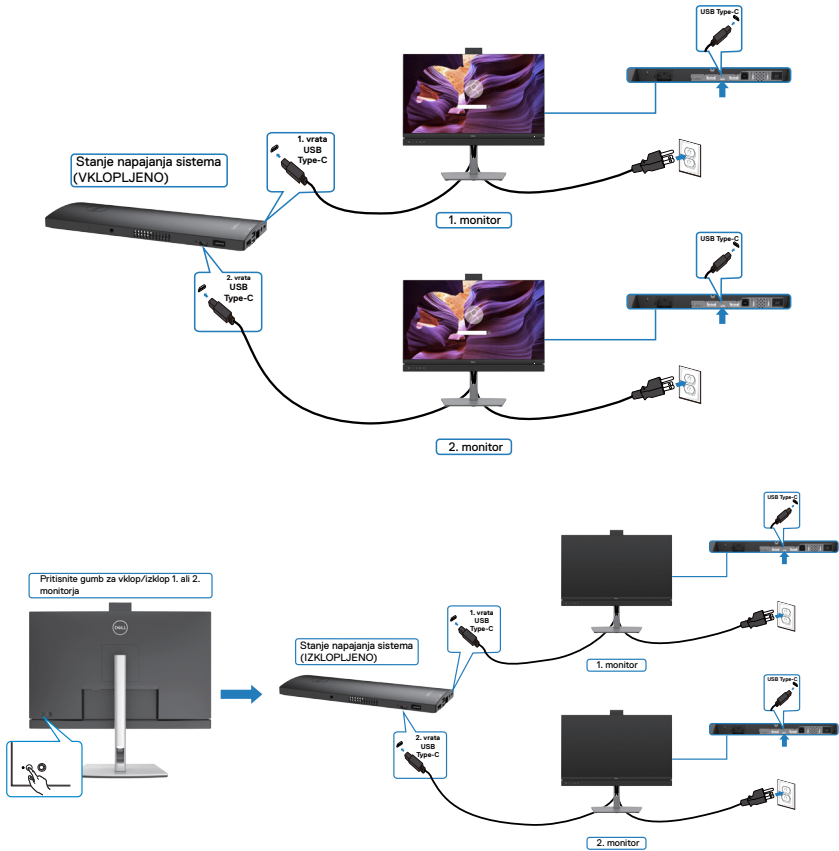 USB Type-C
1. vrata
USB
Type-C
Stanje napajanja sistema
(VKLOPLJENO)
1. monitor
USB Type-C
2. vrata
USB
Type-C
2. monitor
USB Type-C
Pritisnite gumb za vklop/izklop 1. ali 2.
monitorja
DELL
1. vrata
USB
Type-C
Stanje napajanja sistema
(IZKLOPLJENO)
1. monitor
USB Type-C
2. vrata
USB
Type-C
2. monitor